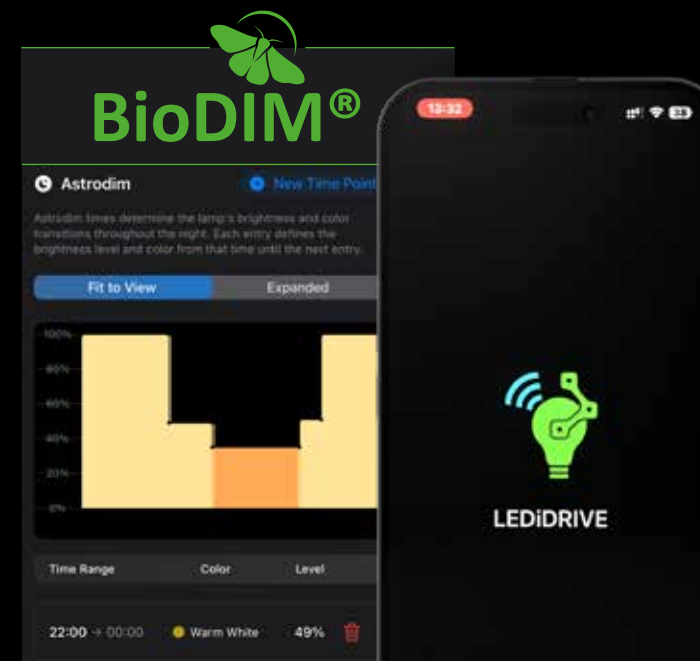 BioDIM®
Astrodim
New Time Point
Astrodim times determine the lamp's brightness and color
transitions throughout the night. Each entry defines the
brightness level and color from that time until the next entry.
Fit to View
Expanded
100%
80%
60%
40%
20%
0%
Time Range Color Level
22:00 → 00:00 Warm White 49%
13:32
33
LEDiDRIVE